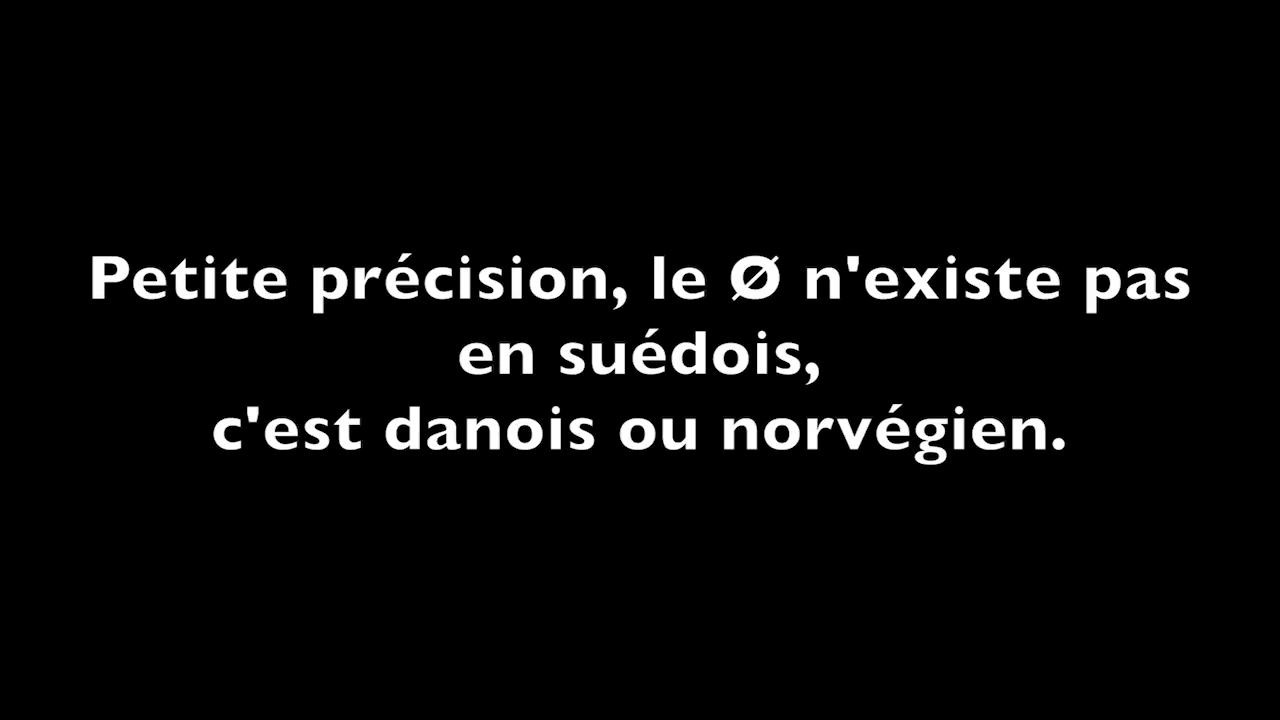 Petite précision, le Ø n'existe pas
en suédois,
c'est danois ou norvégien.